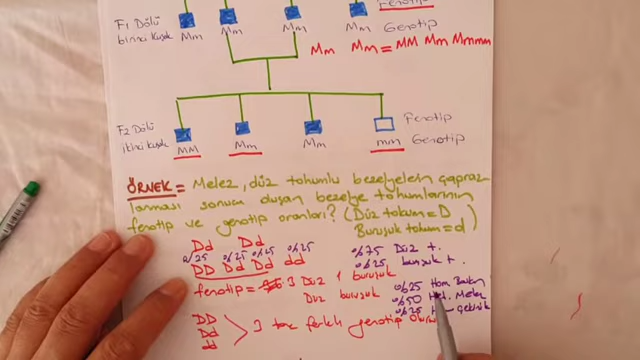 Fenotip
F1 Dölü
birinci kuşak
Mm Mm Mm Mm
Genotip
Mm Mm = MM Mm Mm mm
F2 Dölü
ikinci kuşak
MM Mm Mm mm
Fenotip
Genotip
ÖRNEK = Melez, düz tohumlu bezelyelerin çapraz
lanması sonucu oluşan bezelye tohumlarının
fenotip ve genotip oranları? (Düz tohum = D
Buruşuk tohum = d)
Dd Dd
%25 %25 %25 %25
DD Dd Dd dd
%75 Düz t.
%25 buruşuk t.
fenotip = 3 Düz 1 buruşuk
Düz buruşuk
%25 Hom Baskın
%50 Melez
%25 çekinik
DD
Dd
dd
3 tane farklı genotip